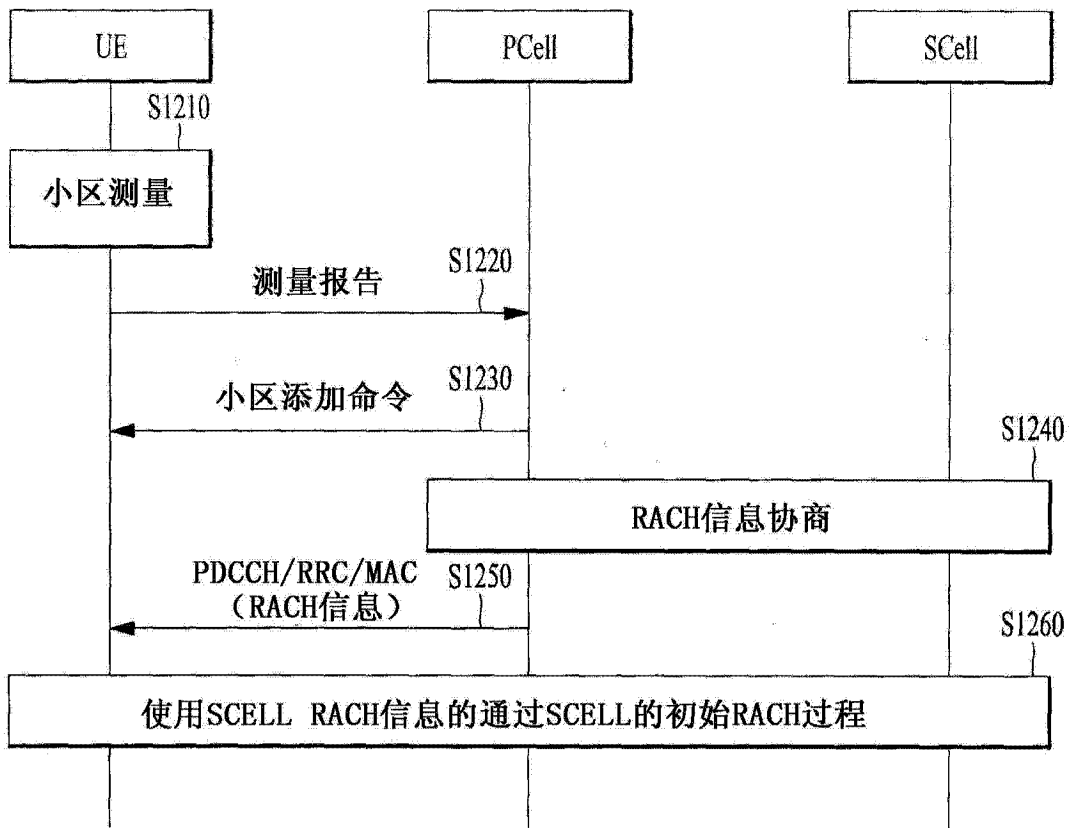 UE
PCell
SCell
S1210
小区测量
S1220
测量报告
S1230
小区添加命令
S1240
RACH信息协商
PDCCH/RRC/MAC
S1250
（RACH信息）
S1260
使用SCELL RACH信息的通过SCELL的初始RACH过程